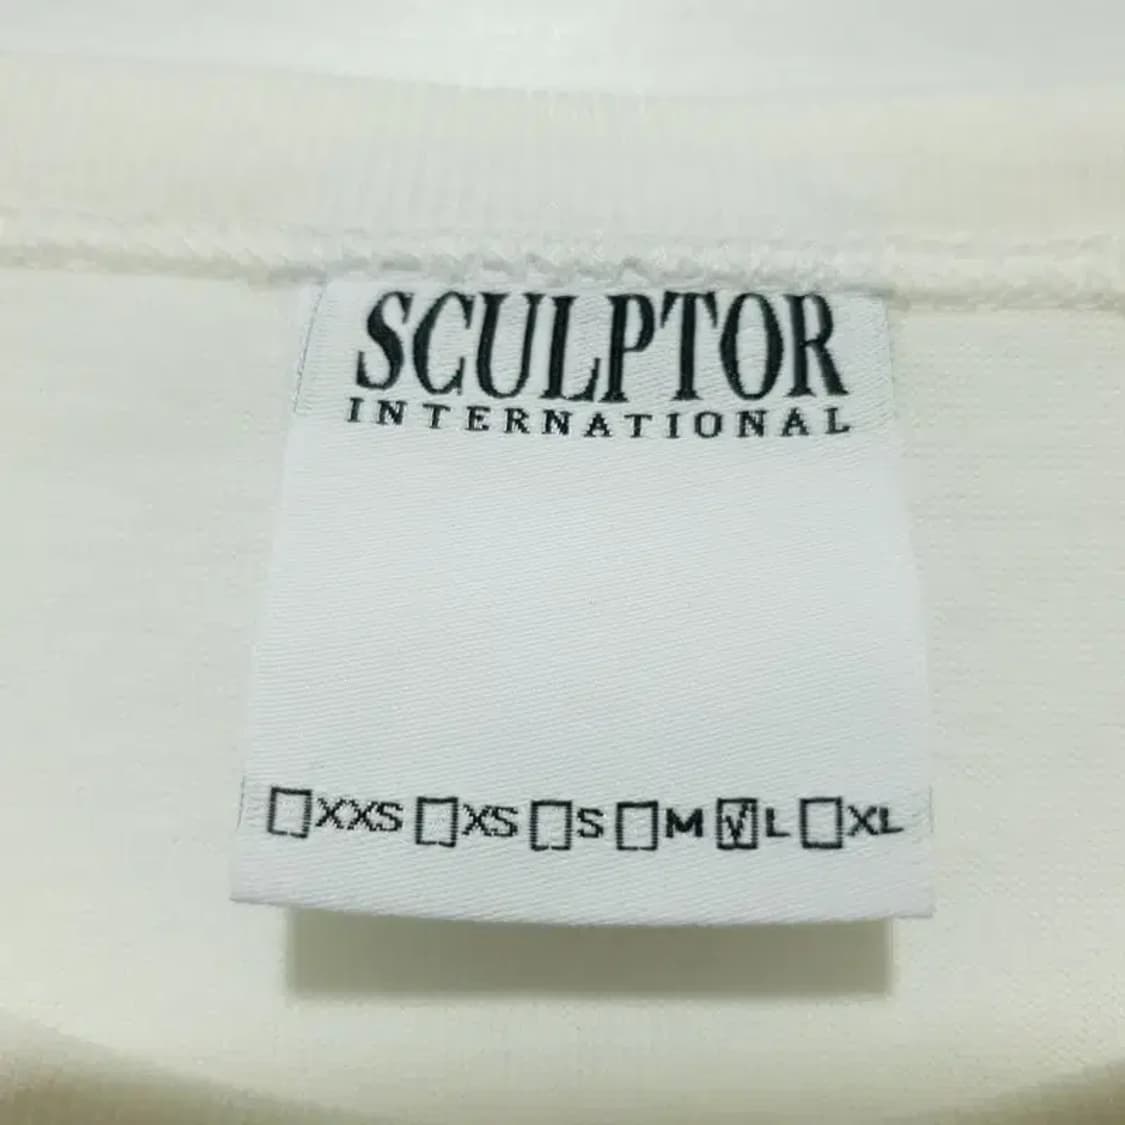 SCULPTOR
INTERNATIONAL
☐XXS ☐XS ☐S ☐M ☑L ☐XL